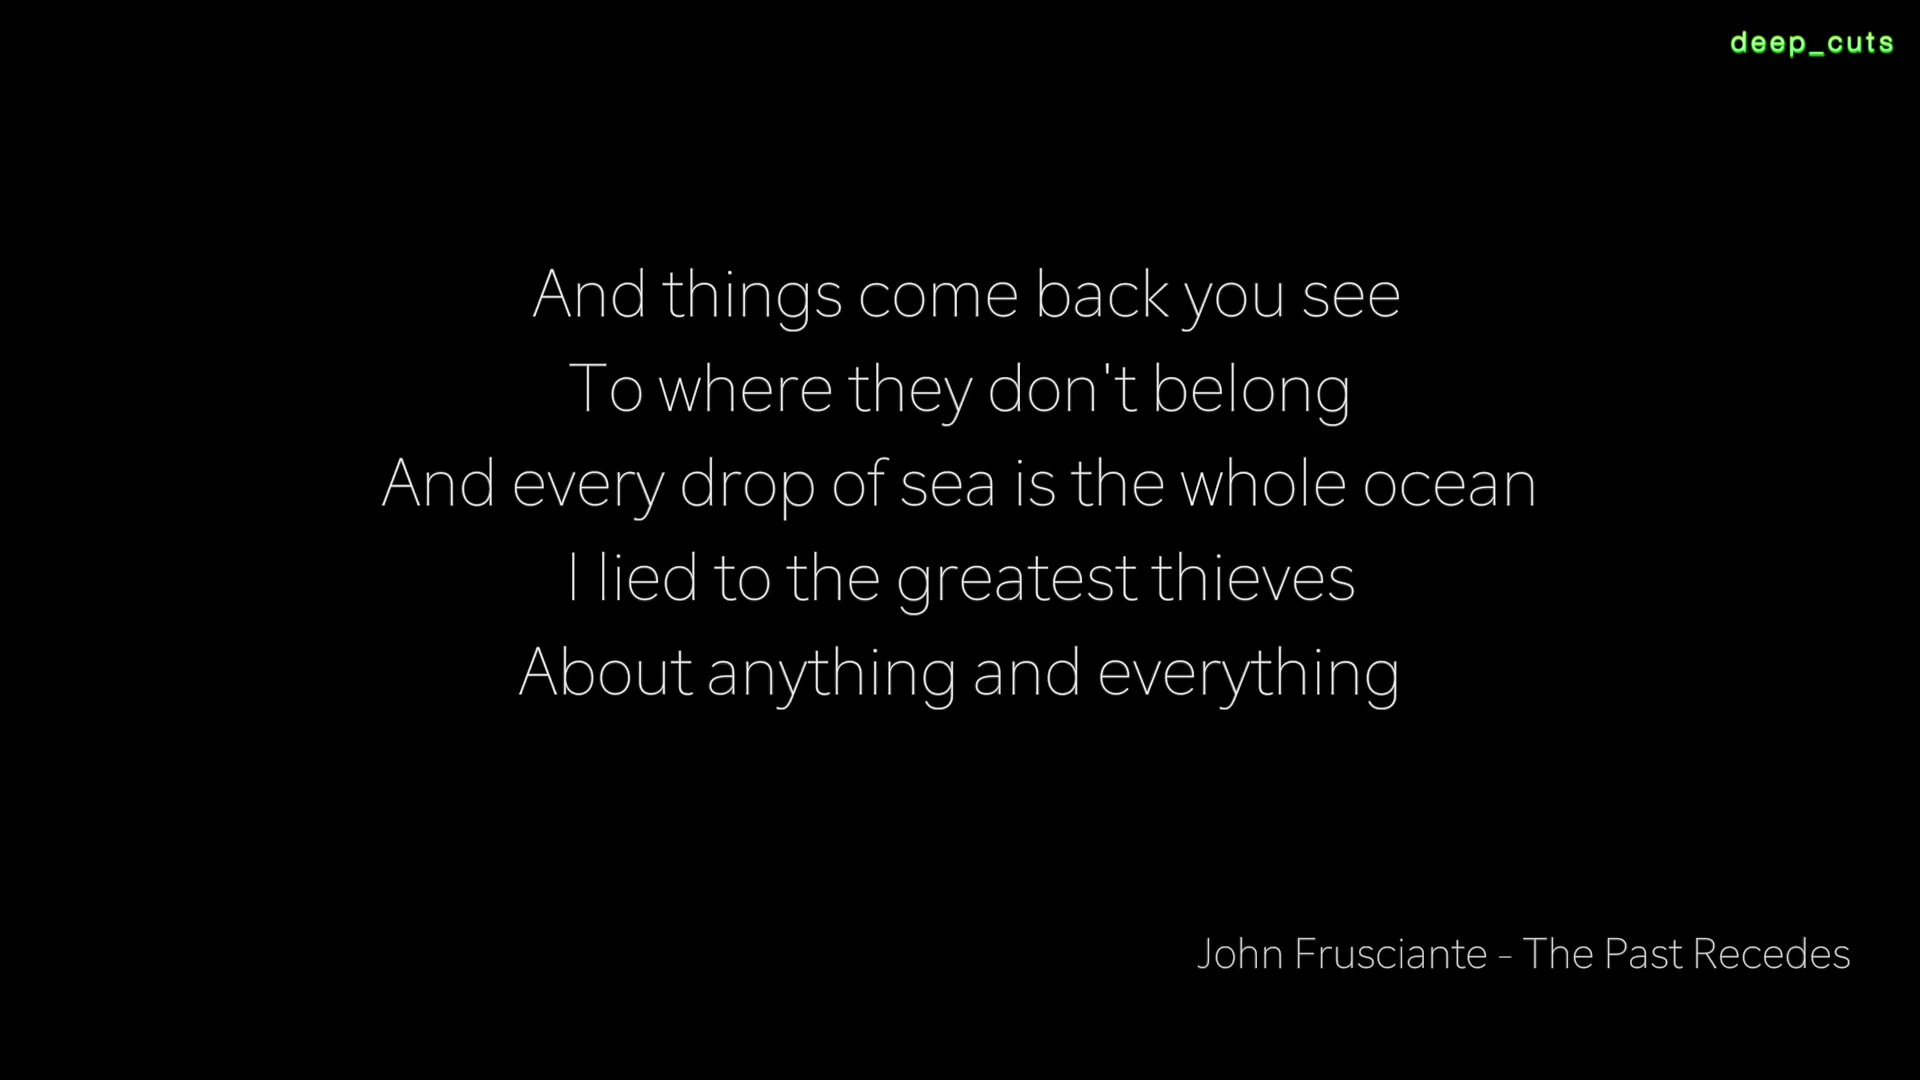 deep_cuts
And things come back you see
To where they don't belong
And every drop of sea is the whole ocean
I lied to the greatest thieves
About anything and everything
John Frusciante - The Past Recedes